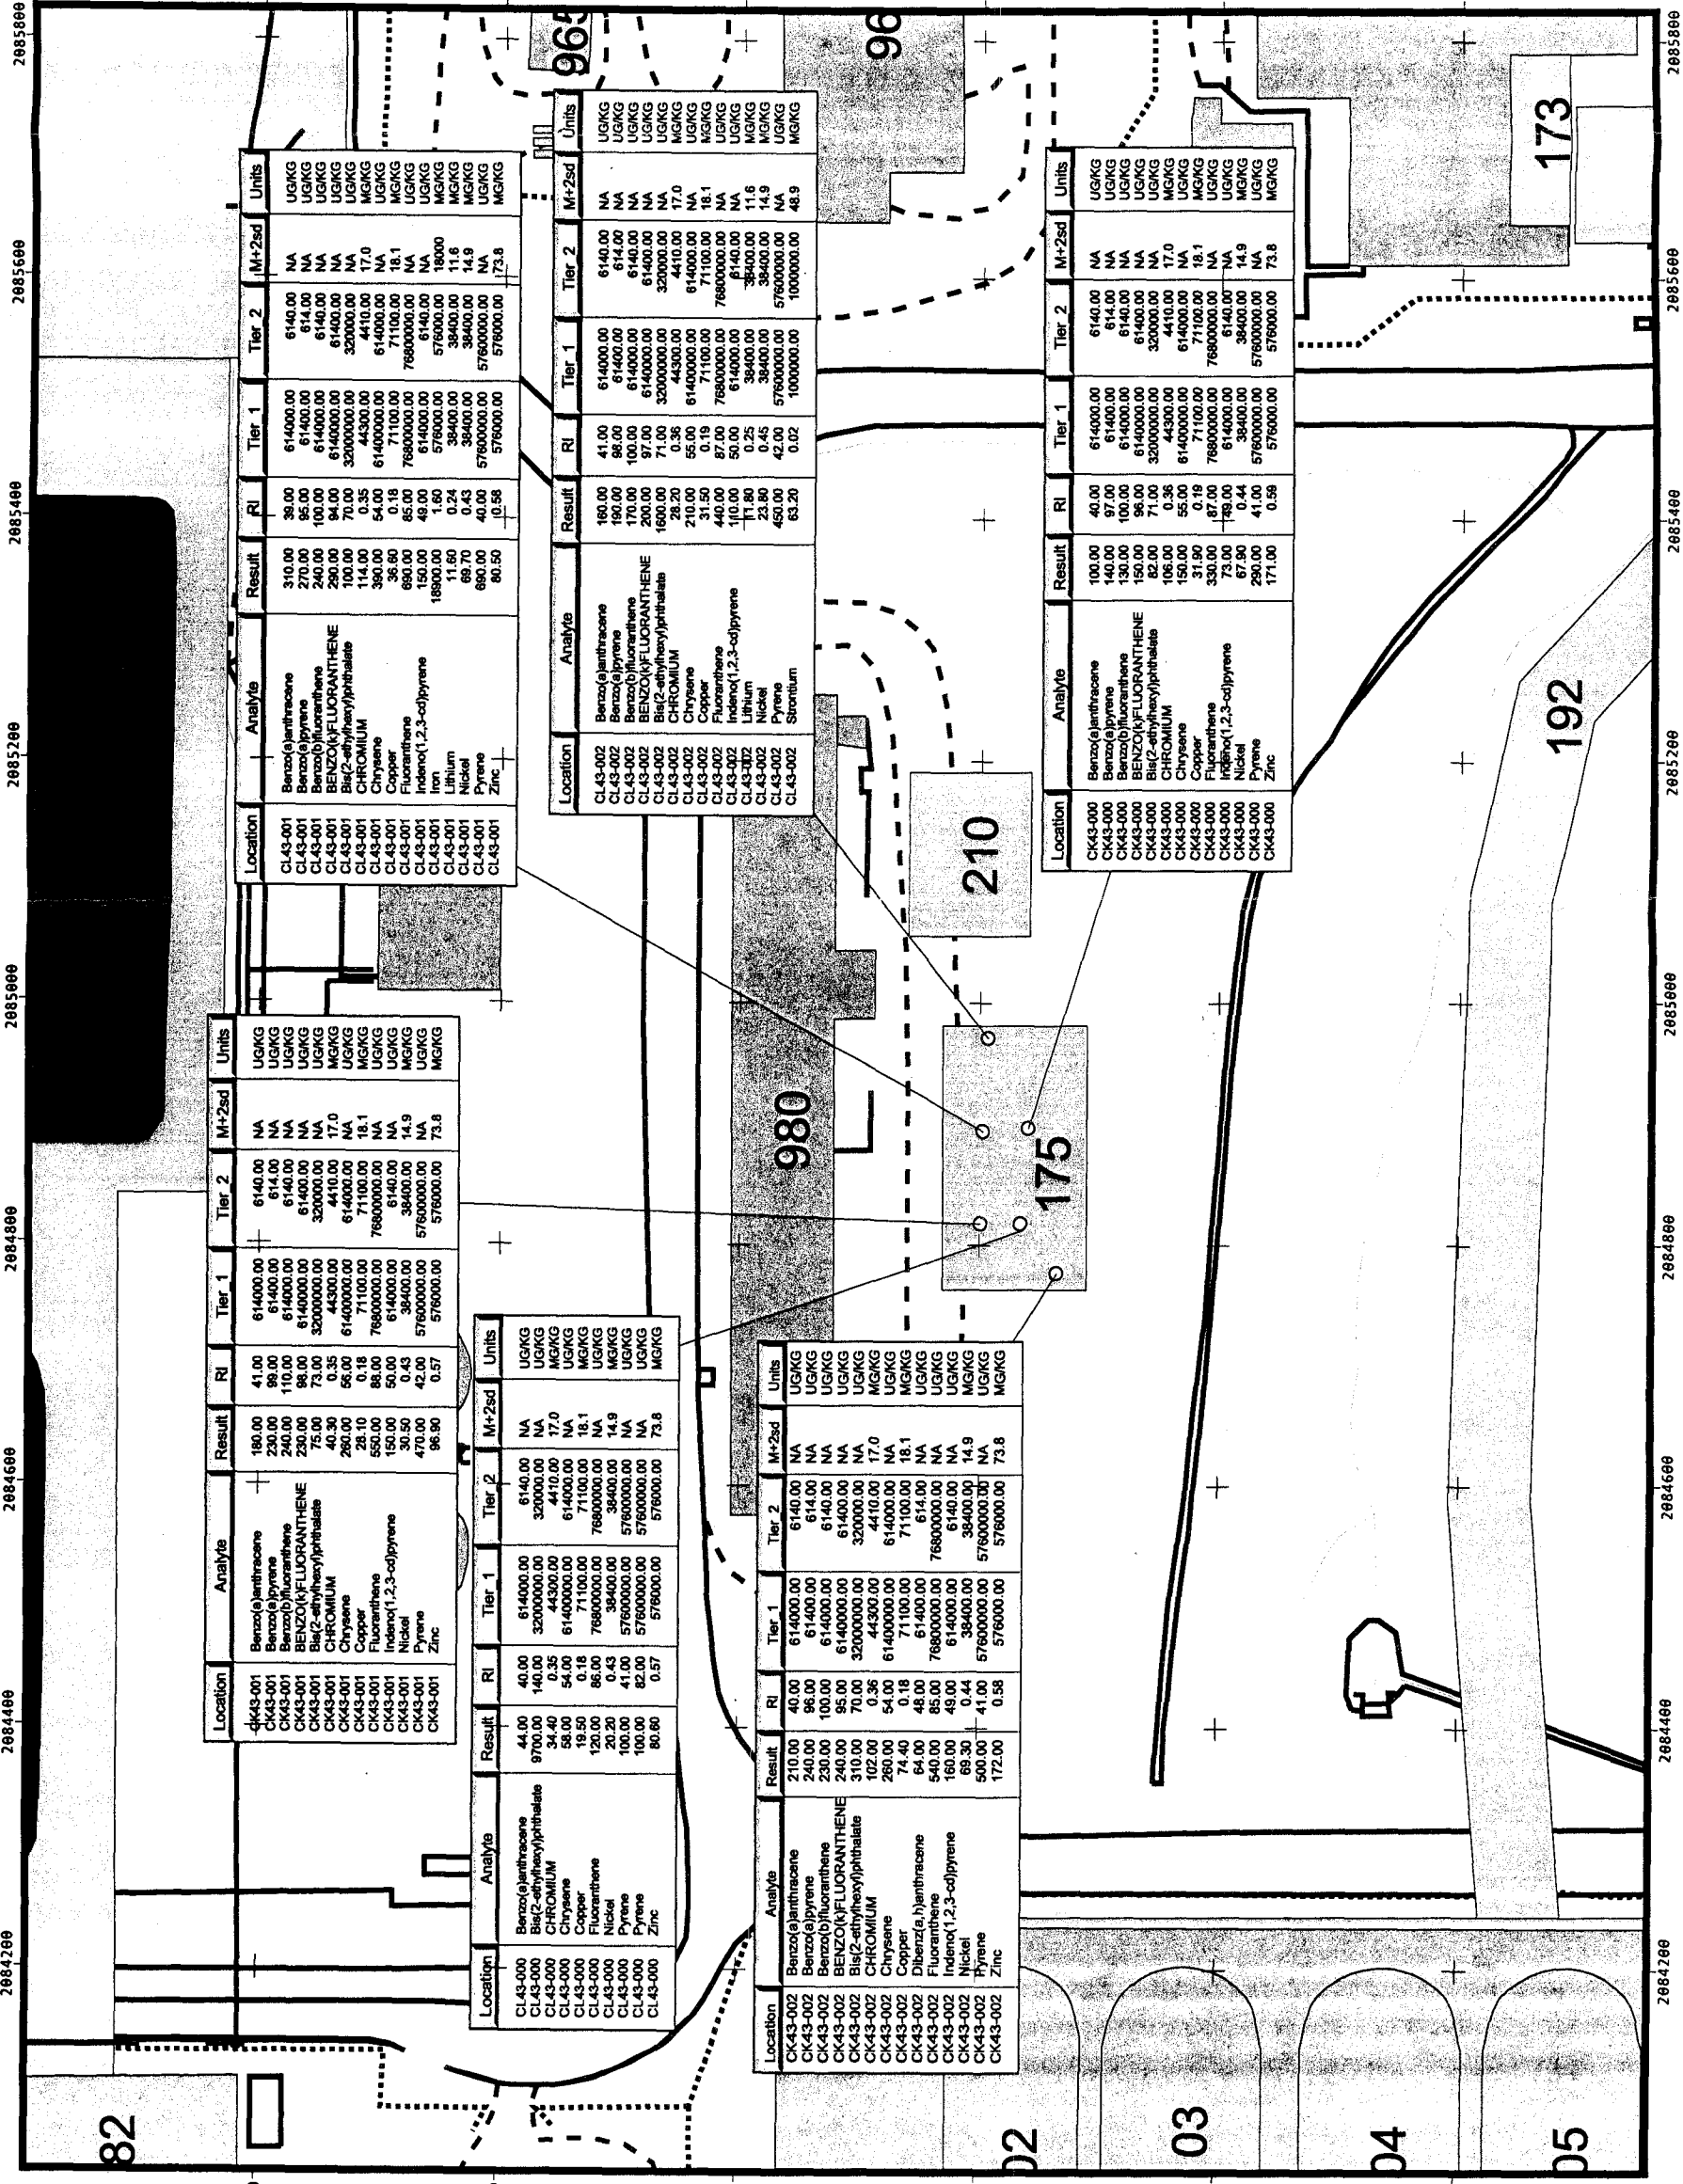 2084200 2084400 2084600 2084800 2085000 2085200 2085400 2085600 2085800
82
Location Analyte Result Rl Tier 1 Tier 2 M+2sd Units
CK43-001 Benzo(a)anthracene 180.00 41.00 614000.00 6140.00 NA UG/KG
CK43-001 Benzo(a)pyrene 230.00 99.00 61400.00 614.00 NA UG/KG
CK43-001 Benzo(b)fluoranthene 240.00 110.00 614000.00 6140.00 NA UG/KG
CK43-001 BENZO(k)FLUORANTHENE 230.00 98.00 6140000.00 61400.00 NA UG/KG
CK43-001 Bis(2-ethylhexyl)phthalate 75.00 73.00 32000000.00 320000.00 NA UG/KG
CK43-001 CHROMIUM 40.30 0.35 44300.00 4410.00 17.0 MG/KG
CK43-001 Chrysene 260.00 56.00 61400000.00 614000.00 NA UG/KG
CK43-001 Copper 28.10 0.18 71100.00 71100.00 18.1 MG/KG
CK43-001 Fluoranthene 550.00 88.00 76800000.00 76800000.00 NA UG/KG
CK43-001 Indeno(1,2,3-cd)pyrene 150.00 50.00 614000.00 6140.00 NA UG/KG
CK43-001 Nickel 30.50 0.43 38400.00 38400.00 14.9 MG/KG
CK43-001 Pyrene 470.00 42.00 57600000.00 57600000.00 NA UG/KG
CK43-001 Zinc 96.90 0.57 576000.00 576000.00 73.8 MG/KG
Location Analyte Result Rl Tier 1 Tier 2 M+2sd Units
CL43-001 Benzo(a)anthracene 310.00 39.00 614000.00 6140.00 NA UG/KG
CL43-001 Benzo(a)pyrene 270.00 95.00 61400.00 614.00 NA UG/KG
CL43-001 Benzo(b)fluoranthene 240.00 100.00 614000.00 6140.00 NA UG/KG
CL43-001 BENZO(k)FLUORANTHENE 290.00 94.00 6140000.00 61400.00 NA UG/KG
CL43-001 Bis(2-ethylhexyl)phthalate 100.00 70.00 32000000.00 320000.00 NA UG/KG
CL43-001 CHROMIUM 114.00 0.35 44300.00 4410.00 17.0 MG/KG
CL43-001 Chrysene 390.00 54.00 61400000.00 614000.00 NA UG/KG
CL43-001 Copper 36.60 0.18 71100.00 71100.00 18.1 MG/KG
CL43-001 Fluoranthene 690.00 85.00 76800000.00 76800000.00 NA UG/KG
CL43-001 Indeno(1,2,3-cd)pyrene 150.00 49.00 614000.00 6140.00 NA UG/KG
CL43-001 Iron 18900.00 1.60 576000.00 576000.00 18000 MG/KG
CL43-001 Lithium 11.60 0.24 38400.00 38400.00 11.6 MG/KG
CL43-001 Nickel 69.70 0.43 38400.00 38400.00 14.9 MG/KG
CL43-001 Pyrene 690.00 40.00 57600000.00 57600000.00 NA UG/KG
CL43-001 Zinc 80.50 0.58 576000.00 576000.00 73.8 MG/KG
Location Analyte Result Rl Tier 1 Tier 2 M+2sd Units
CL43-000 Benzo(a)anthracene 44.00 40.00 614000.00 6140.00 NA UG/KG
CL43-000 Bis(2-ethylhexyl)phthalate 9700.00 140.00 32000000.00 320000.00 NA UG/KG
CL43-000 CHROMIUM 34.40 0.35 44300.00 4410.00 17.0 MG/KG
CL43-000 Chrysene 58.00 54.00 61400000.00 614000.00 NA UG/KG
CL43-000 Copper 19.50 0.18 71100.00 71100.00 18.1 MG/KG
CL43-000 Fluoranthene 120.00 86.00 76800000.00 76800000.00 NA UG/KG
CL43-000 Nickel 20.20 0.43 38400.00 38400.00 14.9 MG/KG
CL43-000 Pyrene 100.00 41.00 57600000.00 57600000.00 NA UG/KG
CL43-000 Pyrene 100.00 82.00 57600000.00 57600000.00 NA UG/KG
CL43-000 Zinc 80.60 0.57 576000.00 576000.00 73.8 MG/KG
965
Location Analyte Result Rl Tier 1 Tier 2 M+2sd Units
CL43-002 Benzo(a)anthracene 160.00 41.00 614000.00 6140.00 NA UG/KG
CL43-002 Benzo(a)pyrene 190.00 98.00 61400.00 614.00 NA UG/KG
CL43-002 Benzo(b)fluoranthene 170.00 100.00 614000.00 6140.00 NA UG/KG
CL43-002 BENZO(k)FLUORANTHENE 200.00 97.00 6140000.00 61400.00 NA UG/KG
CL43-002 Bis(2-ethylhexyl)phthalate 1600.00 71.00 32000000.00 320000.00 NA UG/KG
CL43-002 CHROMIUM 28.20 0.36 44300.00 4410.00 17.0 MG/KG
CL43-002 Chrysene 210.00 55.00 61400000.00 614000.00 NA UG/KG
CL43-002 Copper 31.50 0.19 71100.00 71100.00 18.1 MG/KG
CL43-002 Fluoranthene 440.00 87.00 76800000.00 76800000.00 NA UG/KG
CL43-002 Indeno(1,2,3-cd)pyrene 110.00 50.00 614000.00 6140.00 NA UG/KG
CL43-002 Lithium 11.80 0.25 38400.00 38400.00 11.6 MG/KG
CL43-002 Nickel 23.80 0.45 38400.00 38400.00 14.9 MG/KG
CL43-002 Pyrene 450.00 42.00 57600000.00 57600000.00 NA UG/KG
CL43-002 Strontium 63.20 0.02 1000000.00 1000000.00 48.9 MG/KG
980
96
Location Analyte Result Rl Tier 1 Tier 2 M+2sd Units
CK43-002 Benzo(a)anthracene 210.00 40.00 614000.00 6140.00 NA UG/KG
CK43-002 Benzo(a)pyrene 240.00 96.00 61400.00 614.00 NA UG/KG
CK43-002 Benzo(b)fluoranthene 230.00 100.00 614000.00 6140.00 NA UG/KG
CK43-002 BENZO(k)FLUORANTHENE 240.00 95.00 6140000.00 61400.00 NA UG/KG
CK43-002 Bis(2-ethylhexyl)phthalate 310.00 70.00 32000000.00 320000.00 NA UG/KG
CK43-002 CHROMIUM 102.00 0.36 44300.00 4410.00 17.0 MG/KG
CK43-002 Chrysene 260.00 54.00 61400000.00 614000.00 NA UG/KG
CK43-002 Copper 74.40 0.18 71100.00 71100.00 18.1 MG/KG
CK43-002 Dibenz(a,h)anthracene 64.00 48.00 61400.00 614.00 NA UG/KG
CK43-002 Fluoranthene 540.00 85.00 76800000.00 76800000.00 NA UG/KG
CK43-002 Indeno(1,2,3-cd)pyrene 160.00 49.00 614000.00 6140.00 NA UG/KG
CK43-002 Nickel 69.30 0.44 38400.00 38400.00 14.9 MG/KG
CK43-002 Pyrene 500.00 41.00 57600000.00 57600000.00 NA UG/KG
CK43-002 Zinc 172.00 0.58 576000.00 576000.00 73.8 MG/KG
210
02
175
Location Analyte Result Rl Tier 1 Tier 2 M+2sd Units
CK43-000 Benzo(a)anthracene 100.00 40.00 614000.00 6140.00 NA UG/KG
CK43-000 Benzo(a)pyrene 140.00 97.00 61400.00 614.00 NA UG/KG
CK43-000 Benzo(b)fluoranthene 130.00 100.00 614000.00 6140.00 NA UG/KG
CK43-000 BENZO(k)FLUORANTHENE 150.00 96.00 6140000.00 61400.00 NA UG/KG
CK43-000 Bis(2-ethylhexyl)phthalate 82.00 71.00 32000000.00 320000.00 NA UG/KG
CK43-000 CHROMIUM 106.00 0.36 44300.00 4410.00 17.0 MG/KG
CK43-000 Chrysene 150.00 55.00 61400000.00 614000.00 NA UG/KG
CK43-000 Copper 31.90 0.19 71100.00 71100.00 18.1 MG/KG
CK43-000 Fluoranthene 330.00 87.00 76800000.00 76800000.00 NA UG/KG
CK43-000 Indeno(1,2,3-cd)pyrene 73.00 49.00 614000.00 6140.00 NA UG/KG
CK43-000 Nickel 67.90 0.44 38400.00 38400.00 14.9 MG/KG
CK43-000 Pyrene 290.00 41.00 57600000.00 57600000.00 NA UG/KG
CK43-000 Zinc 171.00 0.59 576000.00 576000.00 73.8 MG/KG
03
04
05
192
173
2084200 2084400 2084600 2084800 2085000 2085200 2085400 2085600 2085800